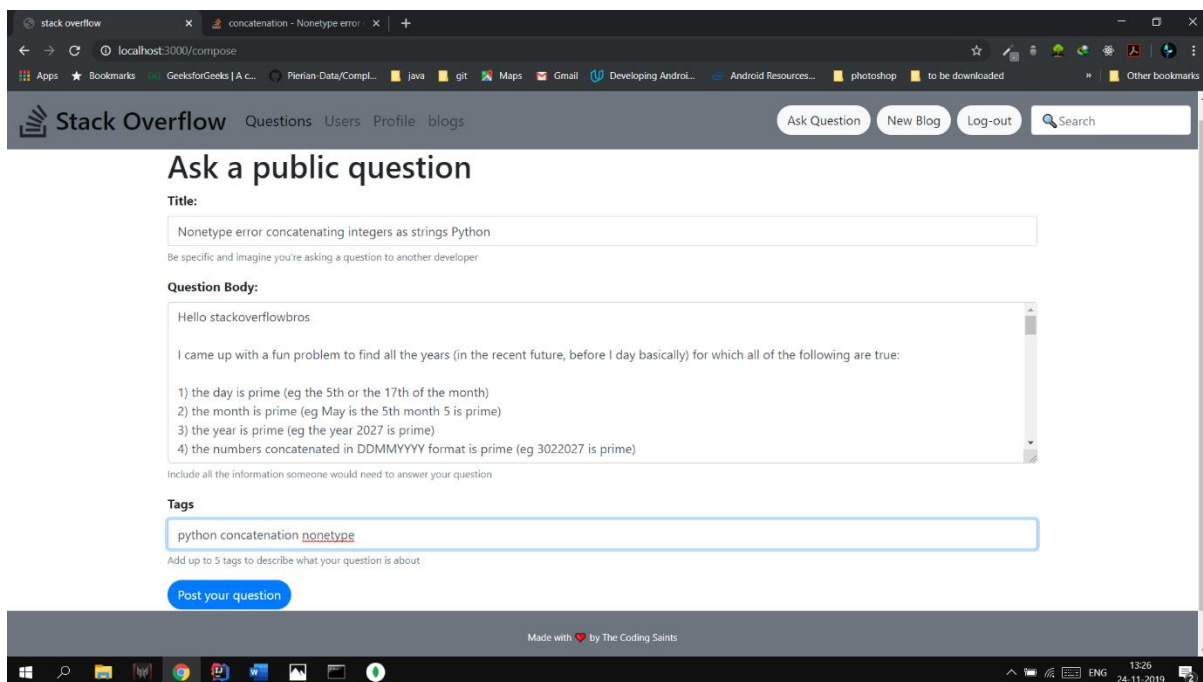 stack overflow
concatenation - Nonetype error
localhost:3000/compose
Apps
Bookmarks
GeeksforGeeks | A c...
Pierian-Data/Compl...
java
git
Maps
Gmail
Developing Androi...
Android Resources...
photoshop
to be downloaded
»
Other bookmarks
Stack Overflow
Questions
Users
Profile
blogs
Ask Question
New Blog
Log-out
Search
Ask a public question
Title:
Nonetype error concatenating integers as strings Python
Be specific and imagine you're asking a question to another developer
Question Body:
Hello stackoverflowbros
I came up with a fun problem to find all the years (in the recent future, before I day basically) for which all of the following are true:
1) the day is prime (eg the 5th or the 17th of the month)
2) the month is prime (eg May is the 5th month 5 is prime)
3) the year is prime (eg the year 2027 is prime)
4) the numbers concatenated in DDMMYYYY format is prime (eg 3022027 is prime)
Include all the information someone would need to answer your question
Tags
python concatenation nonetype
Add up to 5 tags to describe what your question is about
Post your question
Made with ❤ by The Coding Saints
ENG
13:26
24-11-2019